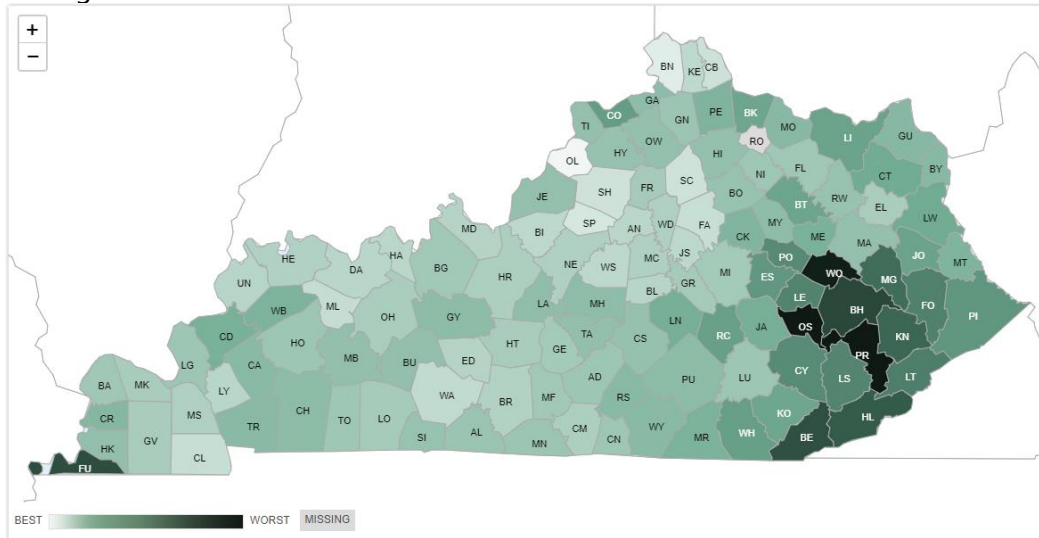 +
−
BN KE CB
GA CO GN PE BK MO LI GU
TI HY OW HI RO FL CT BY
OL NI
JE SH FR SC BO BT RW EL LW
MD BI SP AN WD FA CK MY ME MA JO
UN HE DA HA BG HR NE WS MC JS MI PO WO MG MT
ML WB OH GY LA MH BL GR ES LE BH FO PI
CD HO MB BU ED HT GE TA CS LN RC JA OS KN
LG CA PR
BA MK LY WA AD PU LU CY LS LT
CR MS TR CH TO LO BR MF RS KO HL
HK GV SI AL MN CM CN WY MR WH BE
FU CL
BEST WORST MISSING